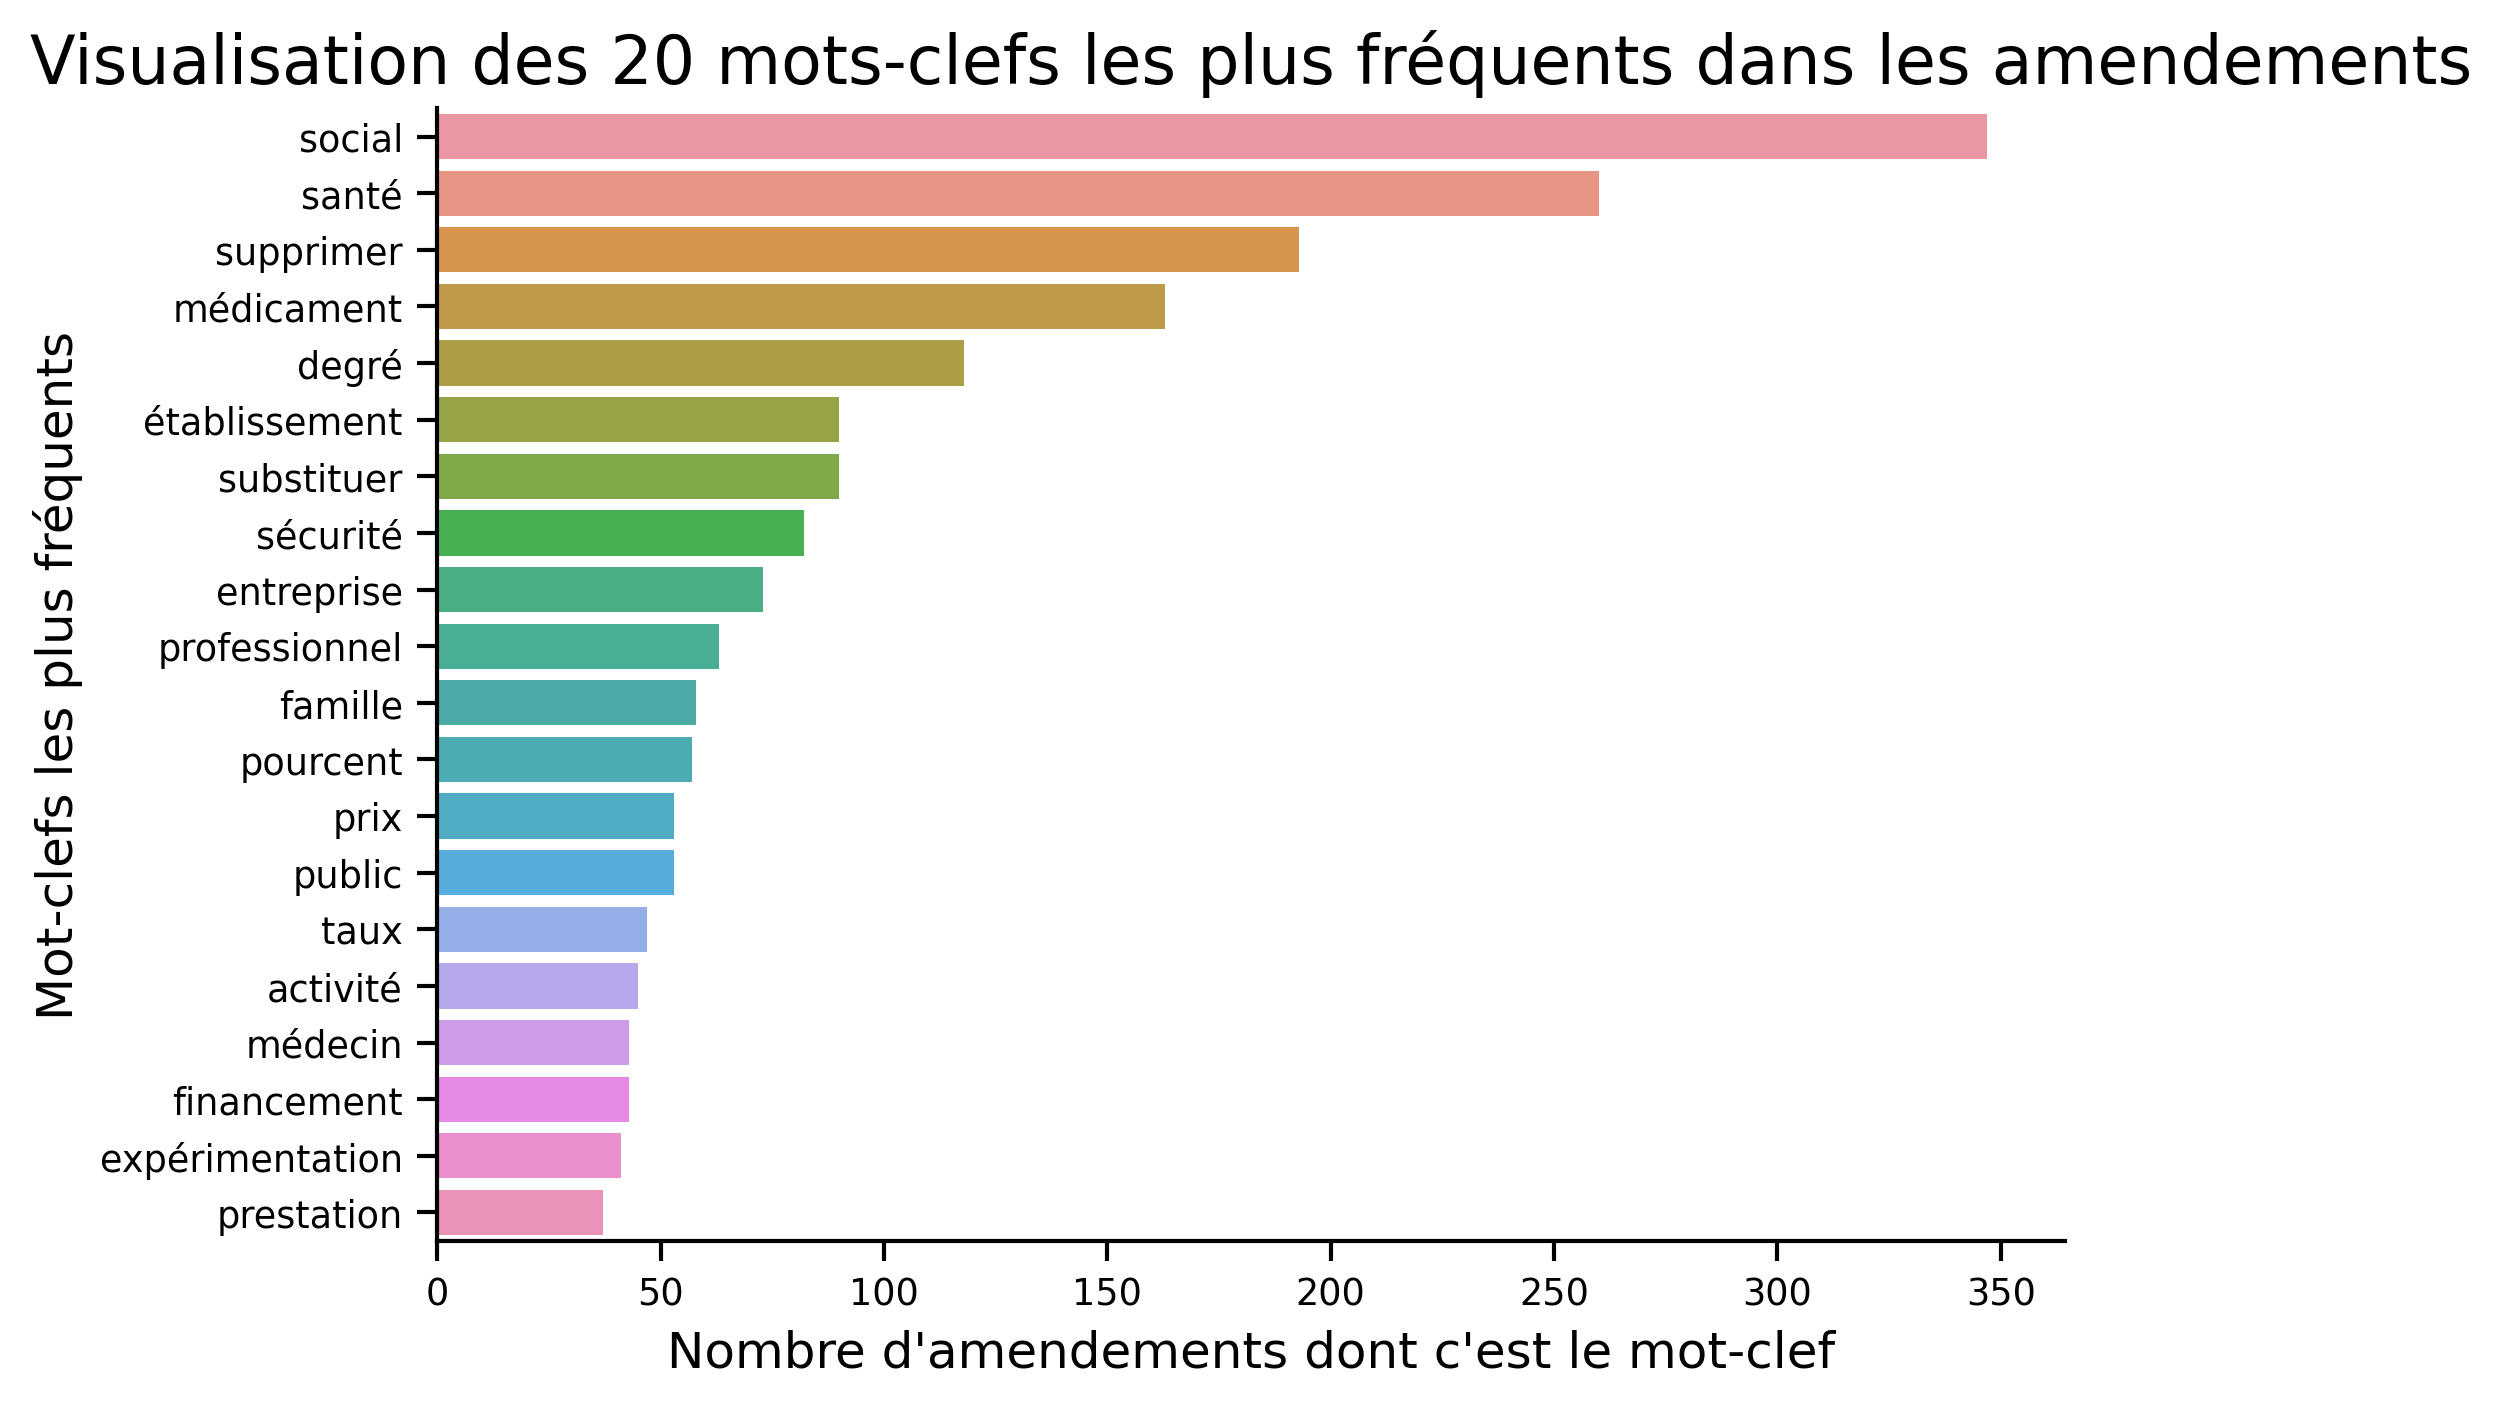 Visualisation des 20 mots-clefs les plus fréquents dans les amendements
Mot-clefs les plus fréquents
social
santé
supprimer
médicament
degré
établissement
substituer
sécurité
entreprise
professionnel
famille
pourcent
prix
public
taux
activité
médecin
financement
expérimentation
prestation
0 50 100 150 200 250 300 350
Nombre d'amendements dont c'est le mot-clef